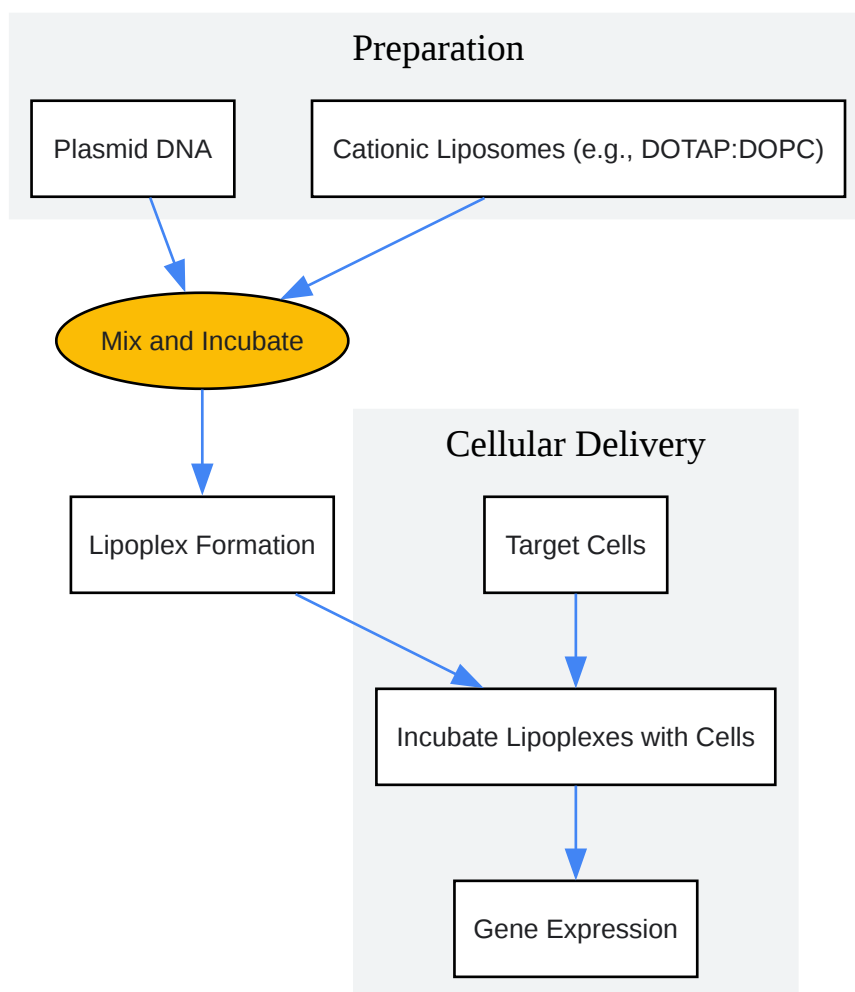 Preparation
Plasmid DNA
Cationic Liposomes (e.g., DOTAP:DOPC)
Mix and Incubate
Cellular Delivery
Lipoplex Formation
Target Cells
Incubate Lipoplexes with Cells
Gene Expression